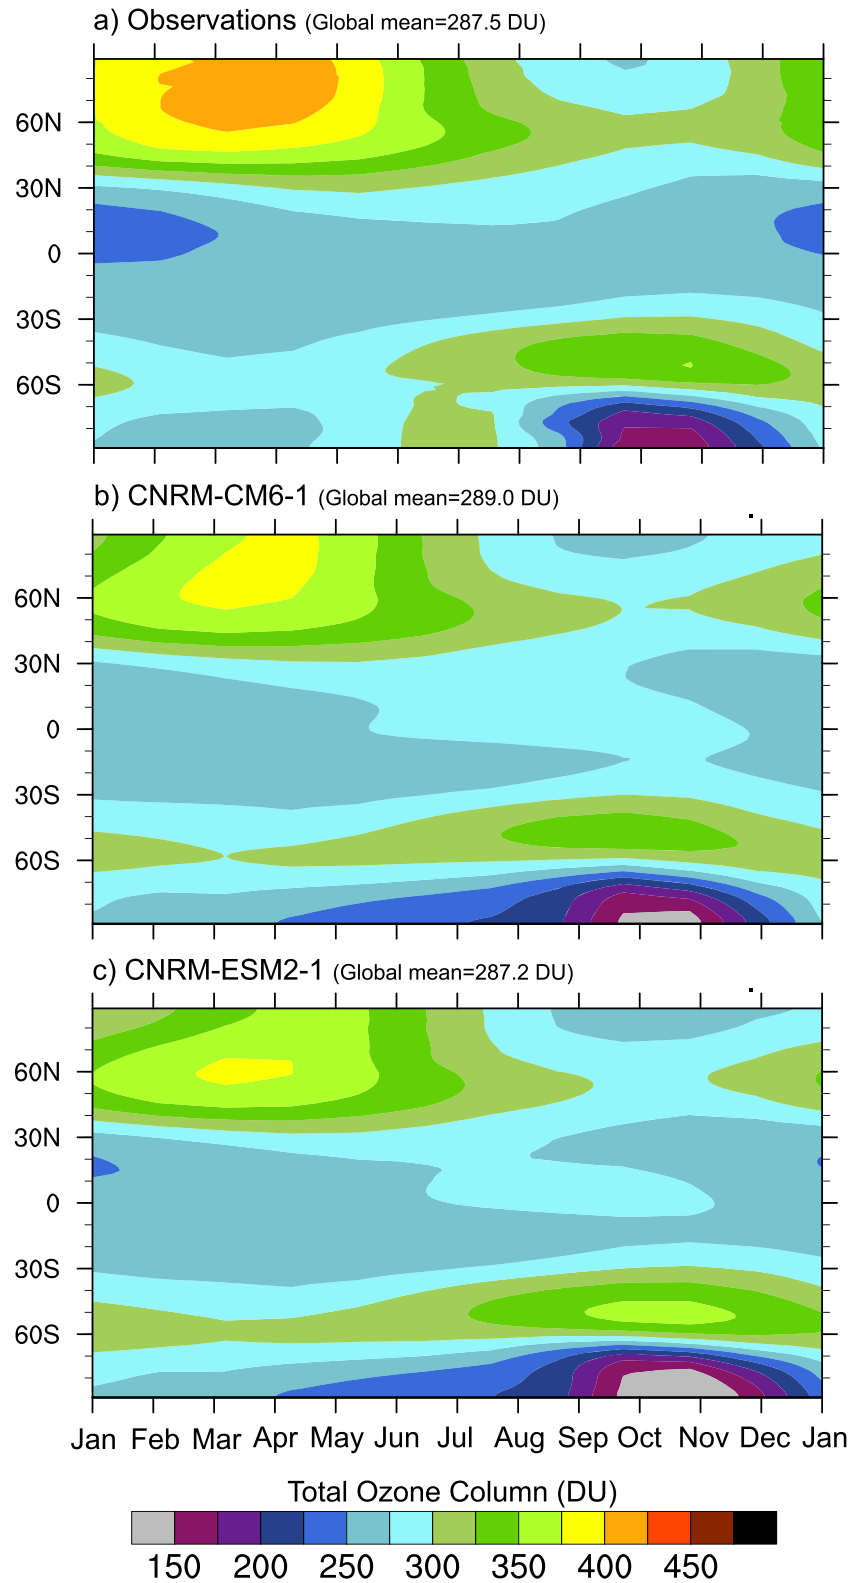 a) Observations (Global mean=287.5 DU)
60N
30N
0
30S
60S
b) CNRM-CM6-1 (Global mean=289.0 DU)
60N
30N
0
30S
60S
c) CNRM-ESM2-1 (Global mean=287.2 DU)
60N
30N
0
30S
60S
Jan Feb Mar Apr May Jun Jul Aug Sep Oct Nov Dec Jan
Total Ozone Column (DU)
150 200 250 300 350 400 450